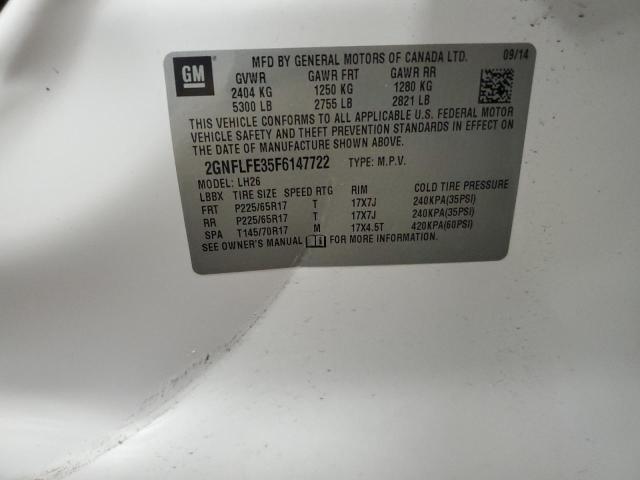 GM
MFD BY GENERAL MOTORS OF CANADA LTD. 09/14
GVWR GAWR FRT GAWR RR
2404 KG 1250 KG 1280 KG
5300 LB 2755 LB 2821 LB
THIS VEHICLE CONFORMS TO ALL APPLICABLE U.S. FEDERAL MOTOR
VEHICLE SAFETY AND THEFT PREVENTION STANDARDS IN EFFECT ON
THE DATE OF MANUFACTURE SHOWN ABOVE.
2GNFLFE35F6147722 TYPE: M.P.V.
MODEL: LH26
LBBX TIRE SIZE SPEED RTG RIM COLD TIRE PRESSURE
FRT P225/65R17 T 17X7J 240KPA(35PSI)
RR P225/65R17 T 17X7J 240KPA(35PSI)
SPA T145/70R17 M 17X4.5T 420KPA(60PSI)
SEE OWNER'S MANUAL FOR MORE INFORMATION.